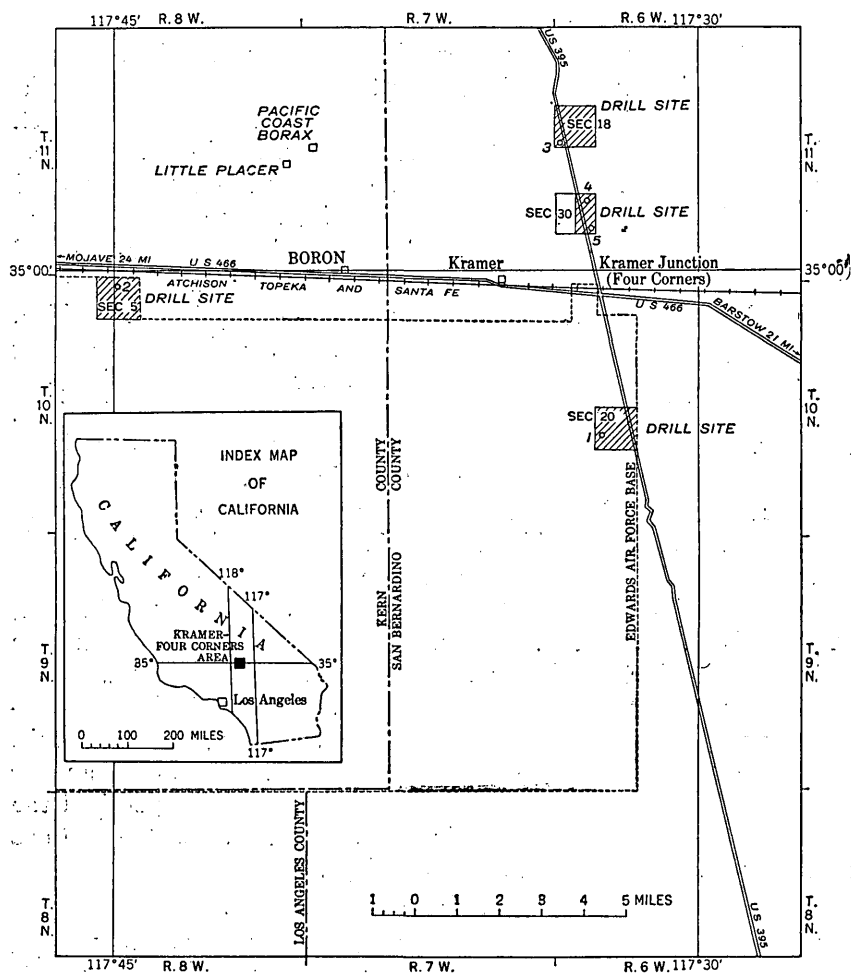 117°45' R. 8 W. R. 7 W. R. 6 W. 117°30'
US 395
PACIFIC
COAST
BORAX
DRILL SITE
SEC 18
3
T.
11
N.
T.
11
N.
LITTLE PLACER
4
DRILL SITE
SEC 30
5
MOJAVE 24 MI
U S 466
BORON
Kramer
Kramer Junction
(Four Corners)
35°00'
35°00'
ATCHISON TOPEKA AND SANTA FE
U S 466
BARSTOW 21 MI
2
SEC 5
DRILL SITE
T.
10
N.
T.
10
N.
SEC 20
1
DRILL SITE
INDEX MAP
OF
CALIFORNIA
CALIFORNIA
118°
117°
KRAMER-
FOUR CORNERS
AREA
35°
35°
Los Angeles
0 100 200 MILES
117°
KERN COUNTY
SAN BERNARDINO COUNTY
EDWARDS AIR FORCE BASE
T.
9
N.
T.
9
N.
LOS ANGELES COUNTY
1 0 1 2 3 4 5 MILES
T.
8
N.
T.
8
N.
US 395
117°45' R. 8 W. R. 7 W. R. 6 W. 117°30'